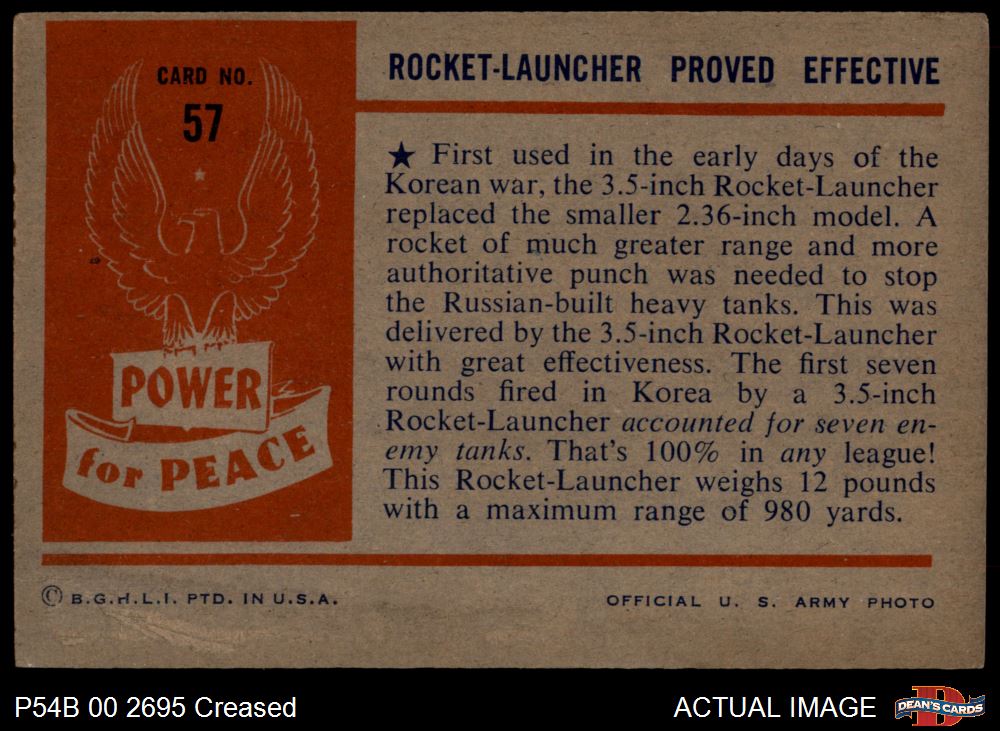 CARD NO.
57
POWER
for PEACE
ROCKET-LAUNCHER PROVED EFFECTIVE
★ First used in the early days of the
Korean war, the 3.5-inch Rocket-Launcher
replaced the smaller 2.36-inch model. A
rocket of much greater range and more
authoritative punch was needed to stop
the Russian-built heavy tanks. This was
delivered by the 3.5-inch Rocket-Launcher
with great effectiveness. The first seven
rounds fired in Korea by a 3.5-inch
Rocket-Launcher accounted for seven en-
emy tanks. That's 100% in any league!
This Rocket-Launcher weighs 12 pounds
with a maximum range of 980 yards.
© B.G.H.L.I. PTD. IN U.S.A.
OFFICIAL U. S. ARMY PHOTO
P54B 00 2695 Creased
ACTUAL IMAGE
DEAN'S CARDS